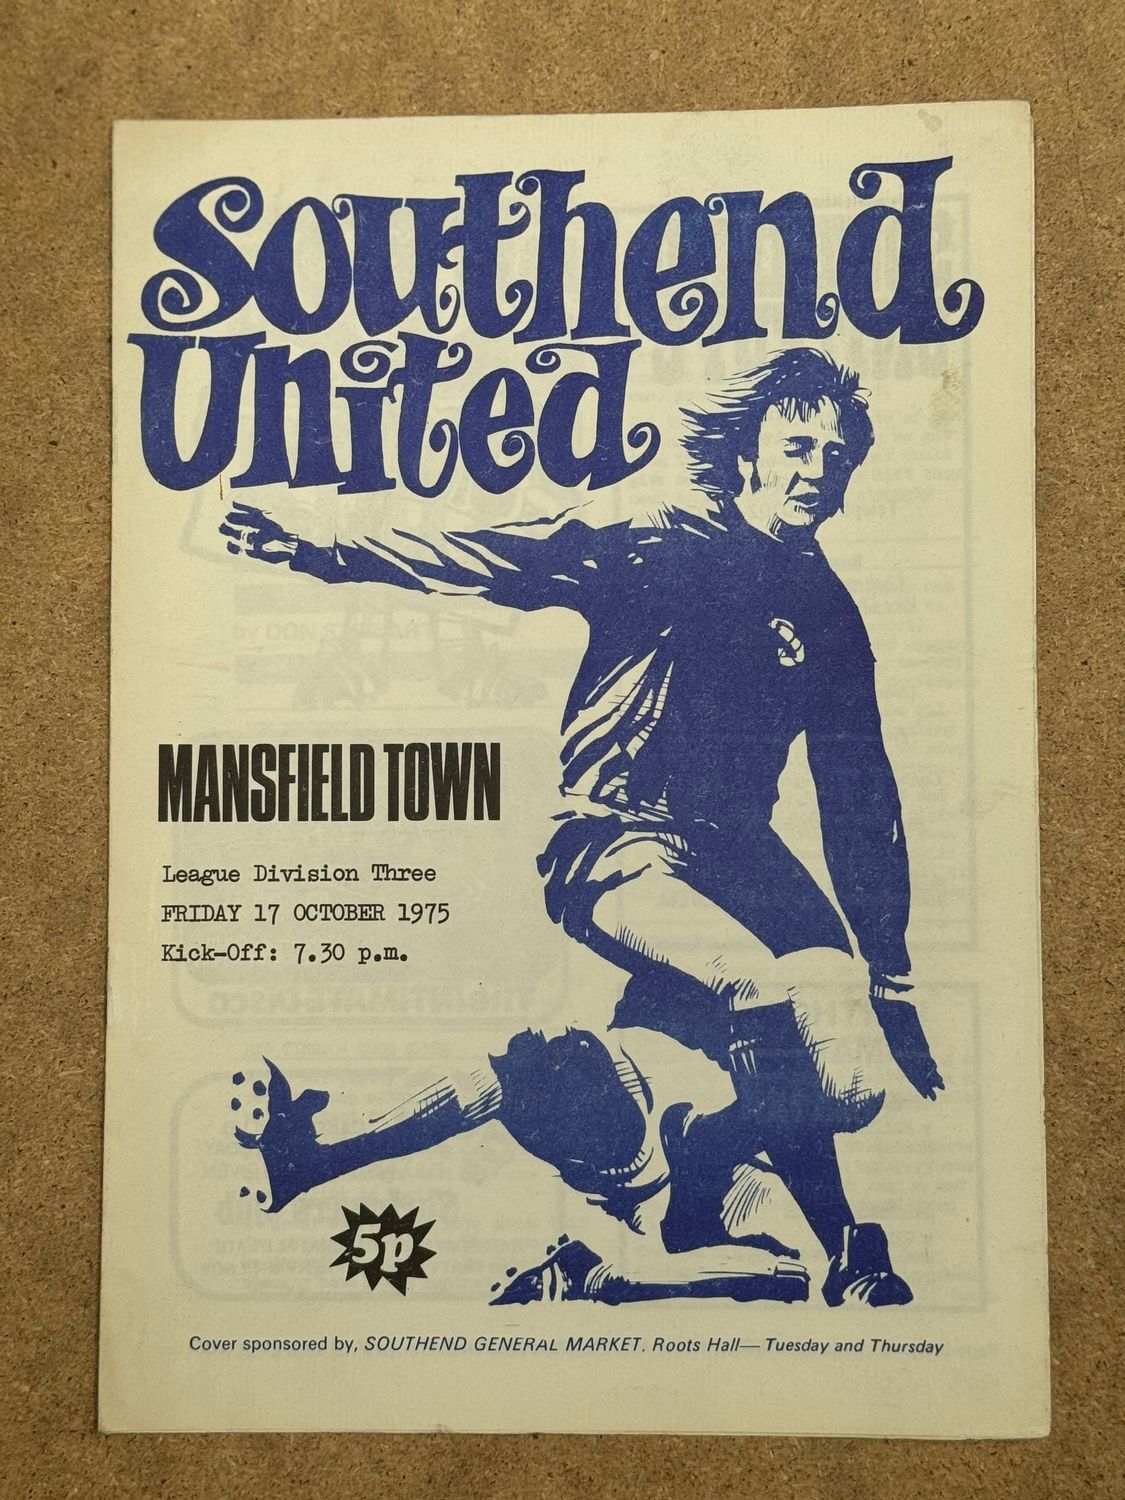 Southend
United
MANSFIELD TOWN
League Division Three
FRIDAY 17 OCTOBER 1975
Kick-Off: 7.30 p.m.
5p
Cover sponsored by, SOUTHEND GENERAL MARKET. Roots Hall— Tuesday and Thursday